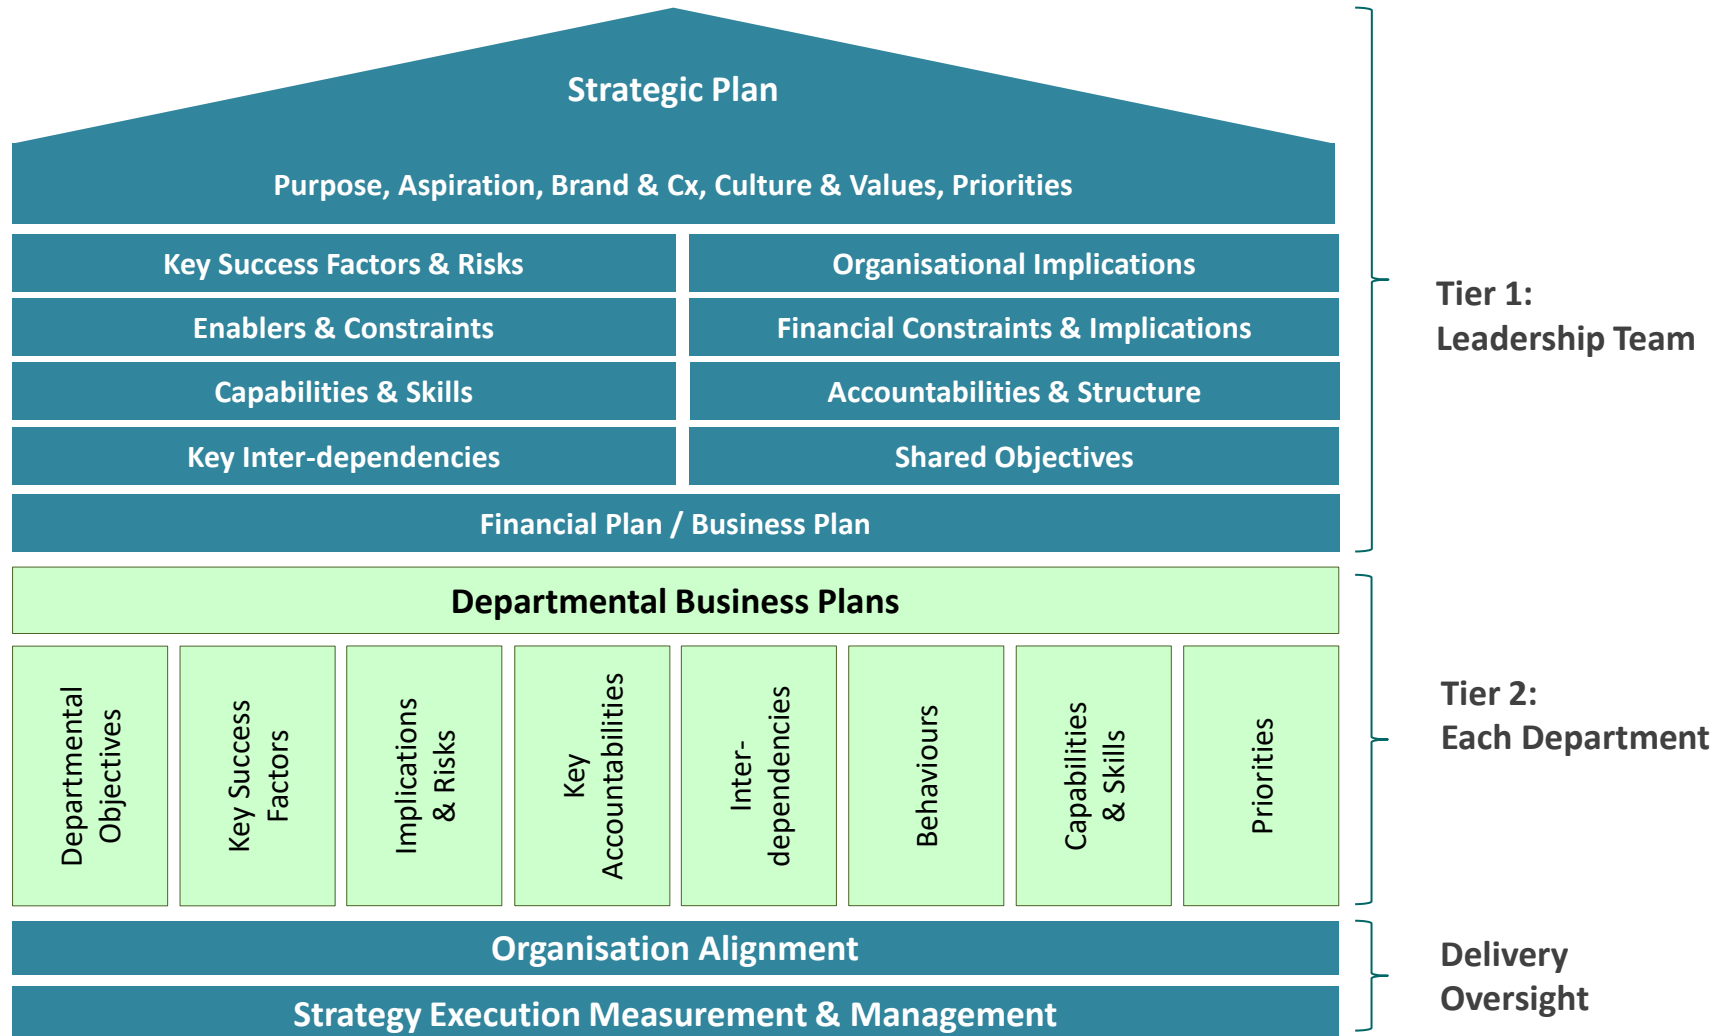 Strategic Plan
Purpose, Aspiration, Brand & Cx, Culture & Values, Priorities
Key Success Factors & Risks
Organisational Implications
Enablers & Constraints
Financial Constraints & Implications
Capabilities & Skills
Accountabilities & Structure
Key Inter-dependencies
Shared Objectives
Financial Plan / Business Plan
Tier 1:
Leadership Team
Departmental Business Plans
Departmental
Objectives
Key Success
Factors
Implications
& Risks
Key
Accountabilities
Inter-
dependencies
Behaviours
Capabilities
& Skills
Priorities
Tier 2:
Each Department
Organisation Alignment
Strategy Execution Measurement & Management
Delivery
Oversight